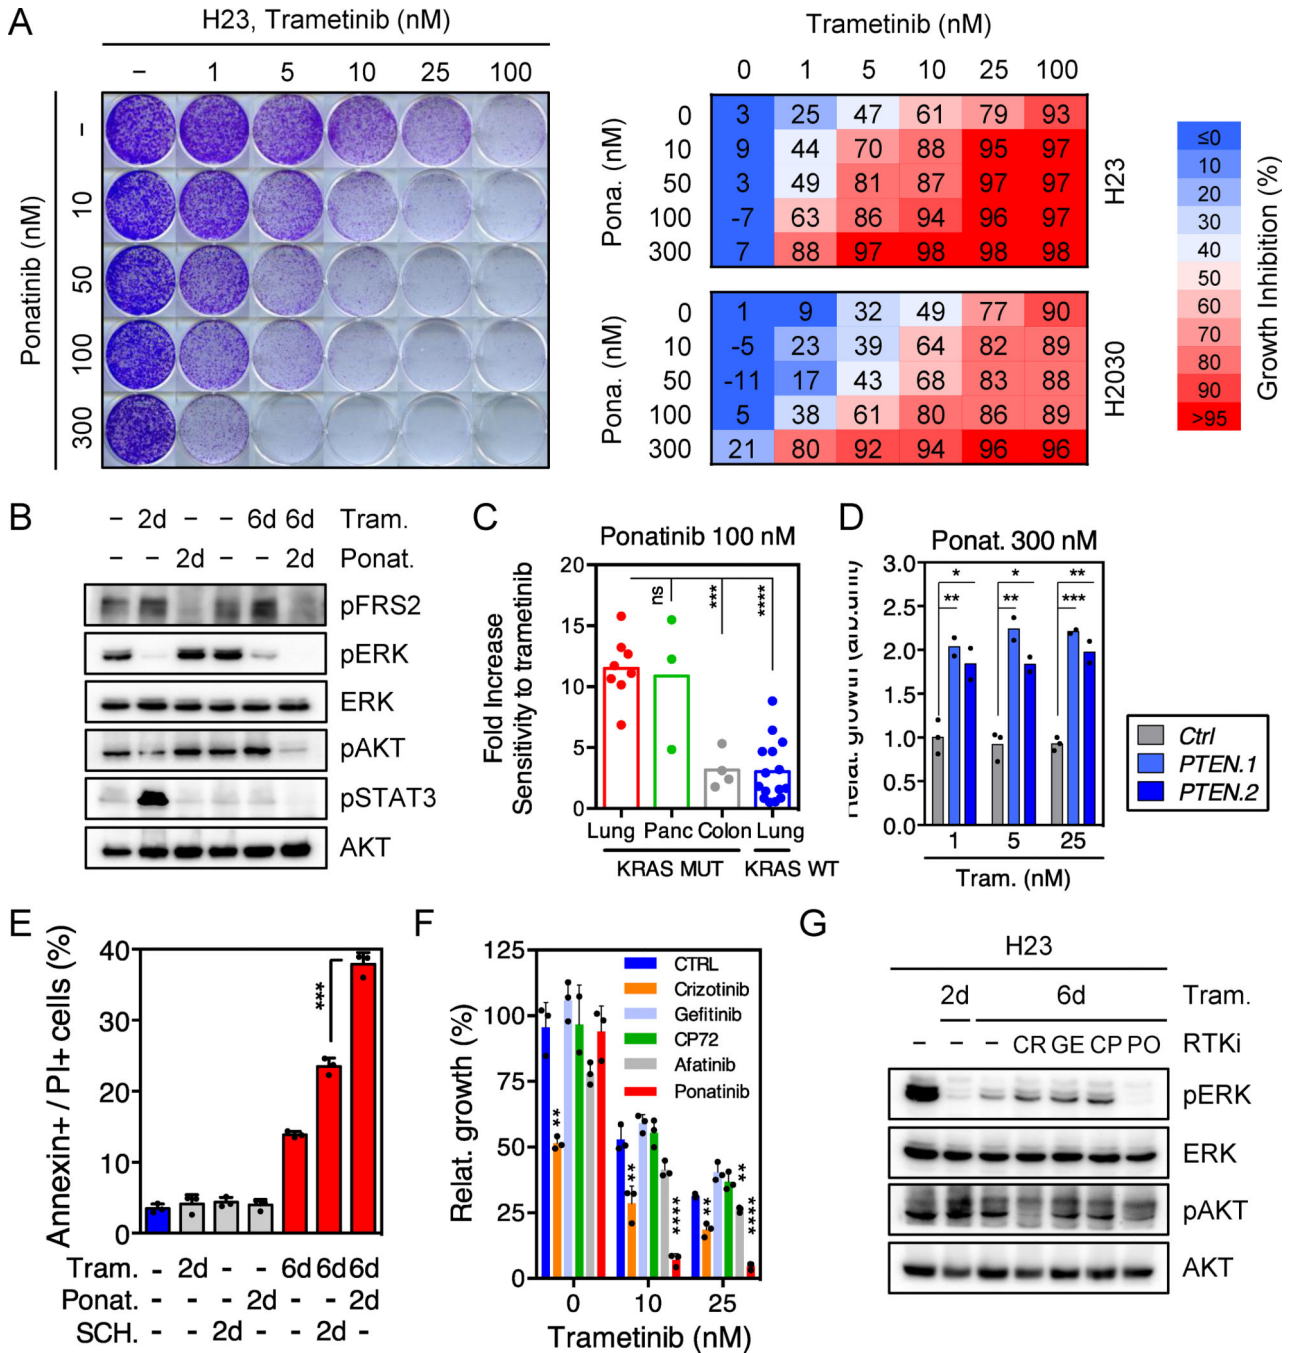 A
H23, Trametinib (nM)
– 1 5 10 25 100
Ponatinib (nM)
–
10
50
100
300
Trametinib (nM)
0 1 5 10 25 100
Pona. (nM)
0 3 25 47 61 79 93
10 9 44 70 88 95 97
50 3 49 81 87 97 97
100 -7 63 86 94 96 97
300 7 88 97 98 98 98
H23
Pona. (nM)
0 1 9 32 49 77 90
10 -5 23 39 64 82 89
50 -11 17 43 68 83 88
100 5 38 61 80 86 89
300 21 80 92 94 96 96
H2030
≤0
10
20
30
40
50
60
70
80
90
>95
Growth Inhibition (%)
B
– 2d – – 6d 6d Tram.
– – 2d – – 2d Ponat.
pFRS2
pERK
ERK
pAKT
pSTAT3
AKT
C
Ponatinib 100 nM
Fold Increase
Sensitivity to trametinib
20
15
10
5
0
ns *** ****
Lung Panc Colon Lung
KRAS MUT KRAS WT
D
Ponat. 300 nM
Relat. growth (arb.unit)
3.0
2.5
2.0
1.5
1.0
0.5
0.0
* * **
** ** ***
1 5 25
Tram. (nM)
Ctrl
PTEN.1
PTEN.2
E
Annexin+ / PI+ cells (%)
40
30
20
10
0
***
Tram. - 2d - - 6d 6d 6d
Ponat. - - - 2d - - 2d
SCH. - - 2d - - 2d -
F
Relat. growth (%)
125
100
75
50
25
0
CTRL
Crizotinib
Gefitinib
CP72
Afatinib
Ponatinib
** ** **** ** ** ****
0 10 25
Trametinib (nM)
G
H23
2d 6d Tram.
– – – CR GE CP PO RTKi
pERK
ERK
pAKT
AKT